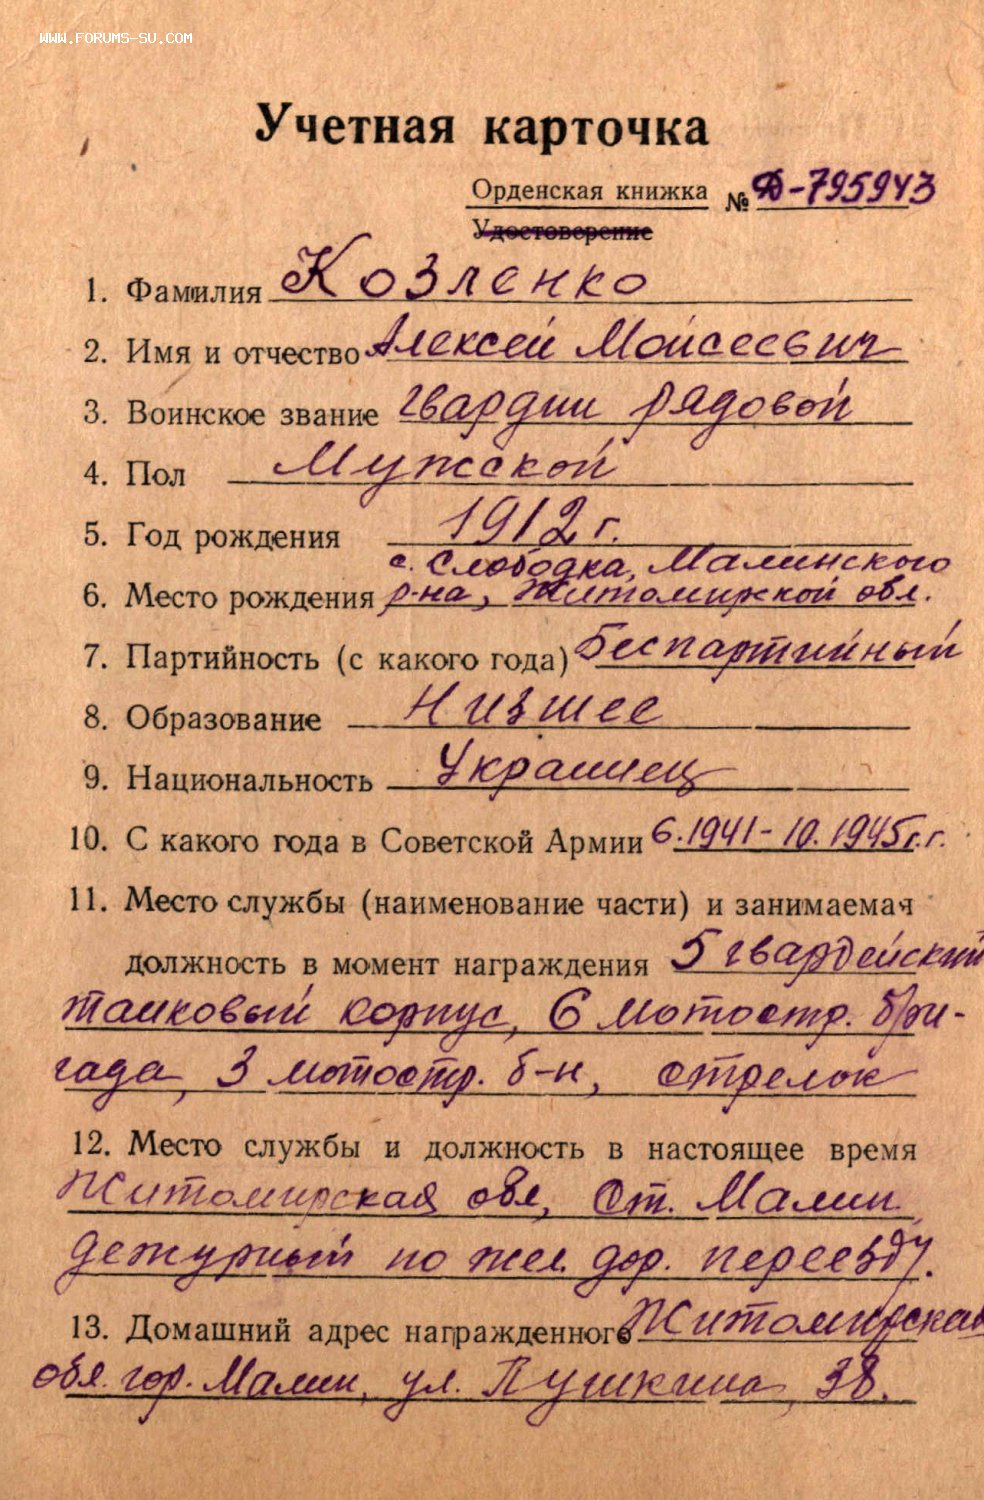 WWW.FORUMS-SU.COM
Учетная карточка
Орденская книжка № Д-795943
Удостоверение
1. Фамилия Козленко
2. Имя и отчество Алексей Моисеевич
3. Воинское звание гвардии рядовой
4. Пол Мужской
5. Год рождения 1912 г.
с. Слободка, Малинского
6. Место рождения р-на, Житомирской обл.
7. Партийность (с какого года) Беспартийный
8. Образование Низшее
9. Национальность Украинец
10. С какого года в Советской Армии 6.1941-10.1945г.г.
11. Место службы (наименование части) и занимаемая
должность в момент награждения 5 гвардейский
танковый корпус, 6 мотостр. бри-
гада, 3 мотостр. б-н, стрелок
12. Место службы и должность в настоящее время
Житомирская обл, ст. Малин,
дежурный по жел. дор. переезду.
13. Домашний адрес награжденного Житомирская
обл. гор. Малин, ул. Пушкина, 38.